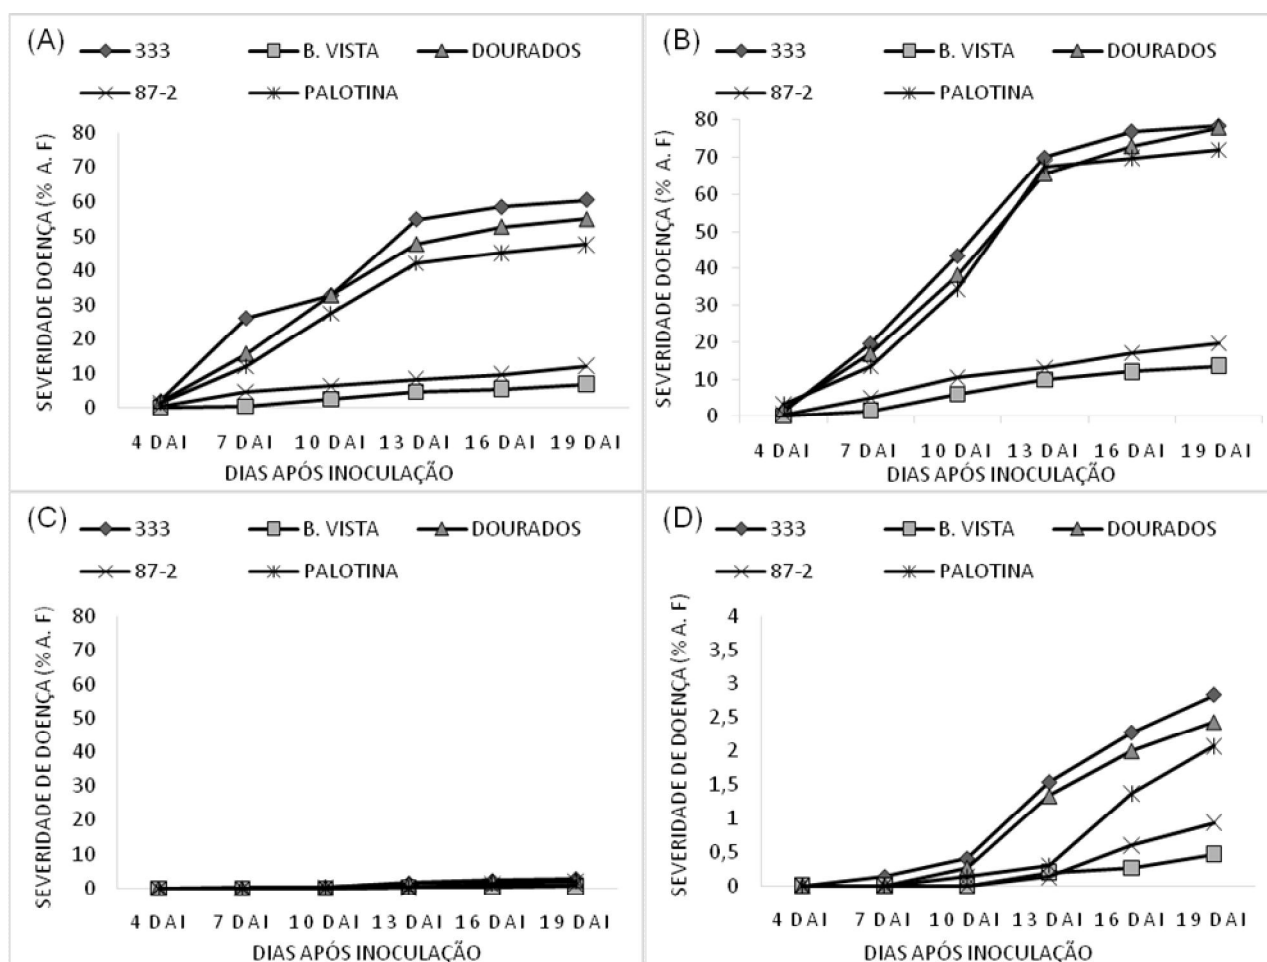 (A)
333 B. VISTA DOURADOS
87-2 PALOTINA
SEVERIDADE DOENÇA (% A. F)
80
70
60
50
40
30
20
10
0
4 DAI 7 DAI 10 DAI 13 DAI 16 DAI 19 DAI
DIAS APÓS INOCULAÇÃO
(B)
333 B. VISTA DOURADOS
87-2 PALOTINA
SEVERIDADE DOENÇA (% A. F)
80
70
60
50
40
30
20
10
0
4 DAI 7 DAI 10 DAI 13 DAI 16 DAI 19 DAI
DIAS APÓS INOCULAÇÃO
(C)
333 B. VISTA DOURADOS
87-2 PALOTINA
SEVERIDADE DE DOENÇA (% A. F)
80
70
60
50
40
30
20
10
0
4 DAI 7 DAI 10 DAI 13 DAI 16 DAI 19 DAI
DIAS APÓS INOCULAÇÃO
(D)
333 B. VISTA DOURADOS
87-2 PALOTINA
SEVERIDADE DE DOENÇA (% A. F)
4
3,5
3
2,5
2
1,5
1
0,5
0
4 DAI 7 DAI 10 DAI 13 DAI 16 DAI 19 DAI
DIAS APÓS INOCULAÇÃO